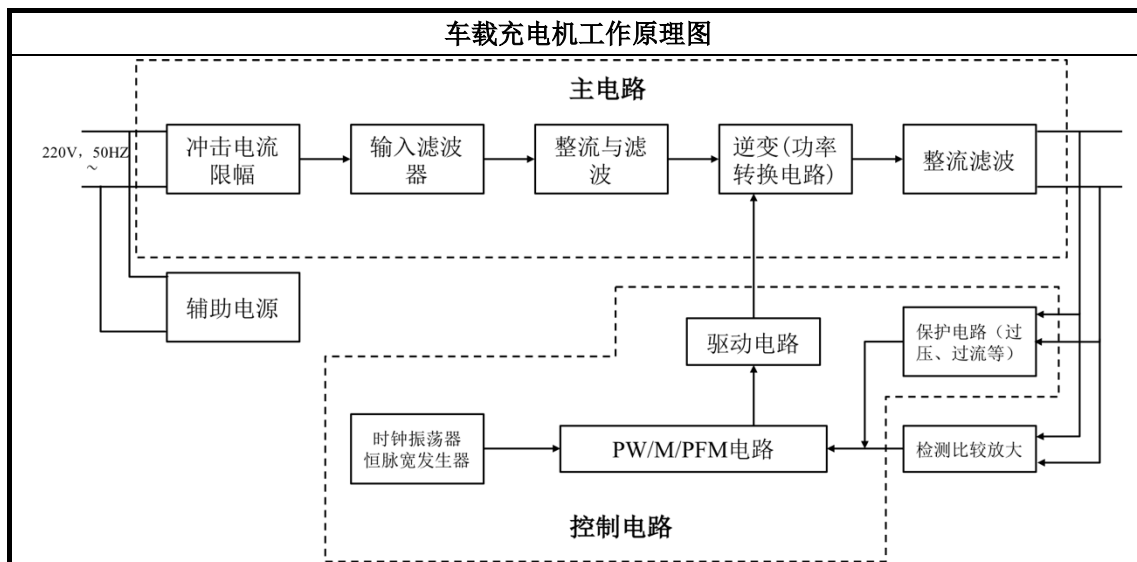 车载充电机工作原理图
主电路
220V，50HZ
~
冲击电流
限幅
输入滤波
器
整流与滤
波
逆变(功率
转换电路)
整流滤波
辅助电源
驱动电路
保护电路（过
压、过流等）
时钟振荡器
恒脉宽发生器
PW/M/PFM电路
检测比较放大
控制电路